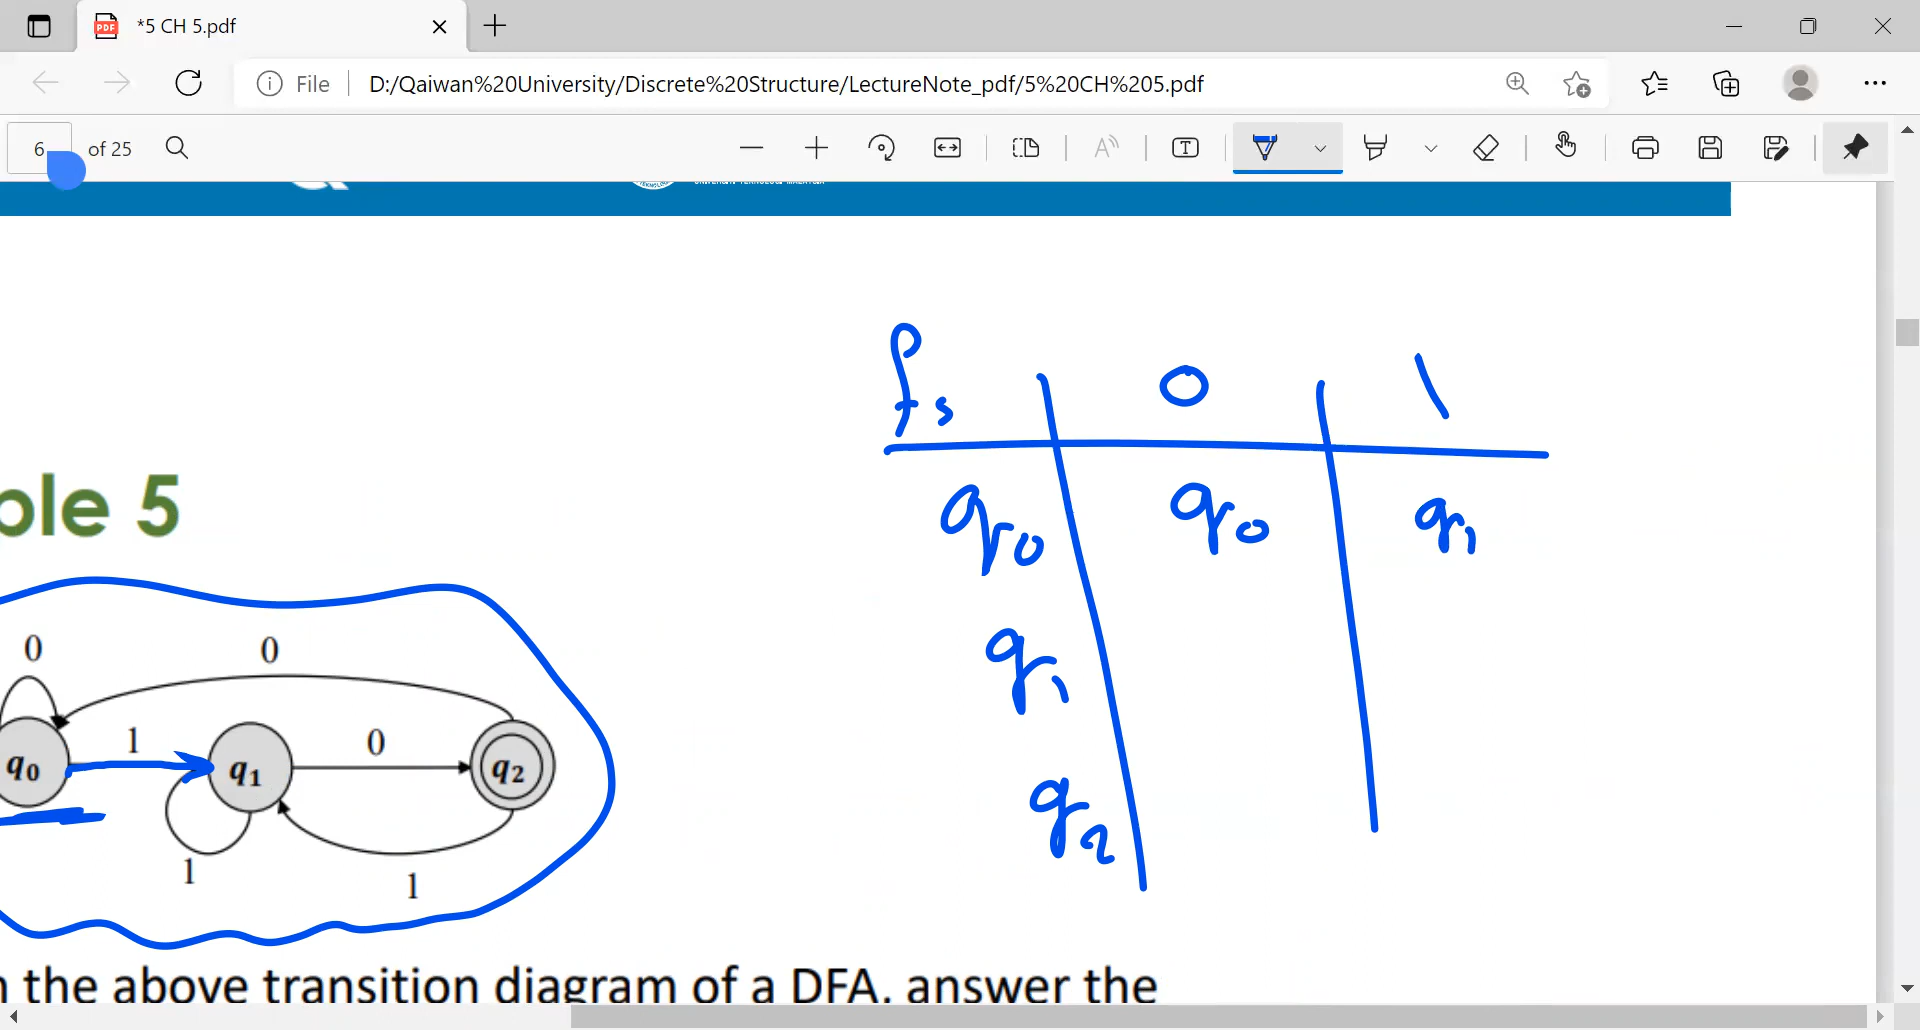 *5 CH 5.pdf
File D:/Qaiwan%20University/Discrete%20Structure/LectureNote_pdf/5%20CH%205.pdf
6 of 25
fs 0 1
q0 q0 q1
q1
q2
ple 5
0 0
1 0
q0 q1 q2
1 1
the above transition diagram of a DFA, answer the